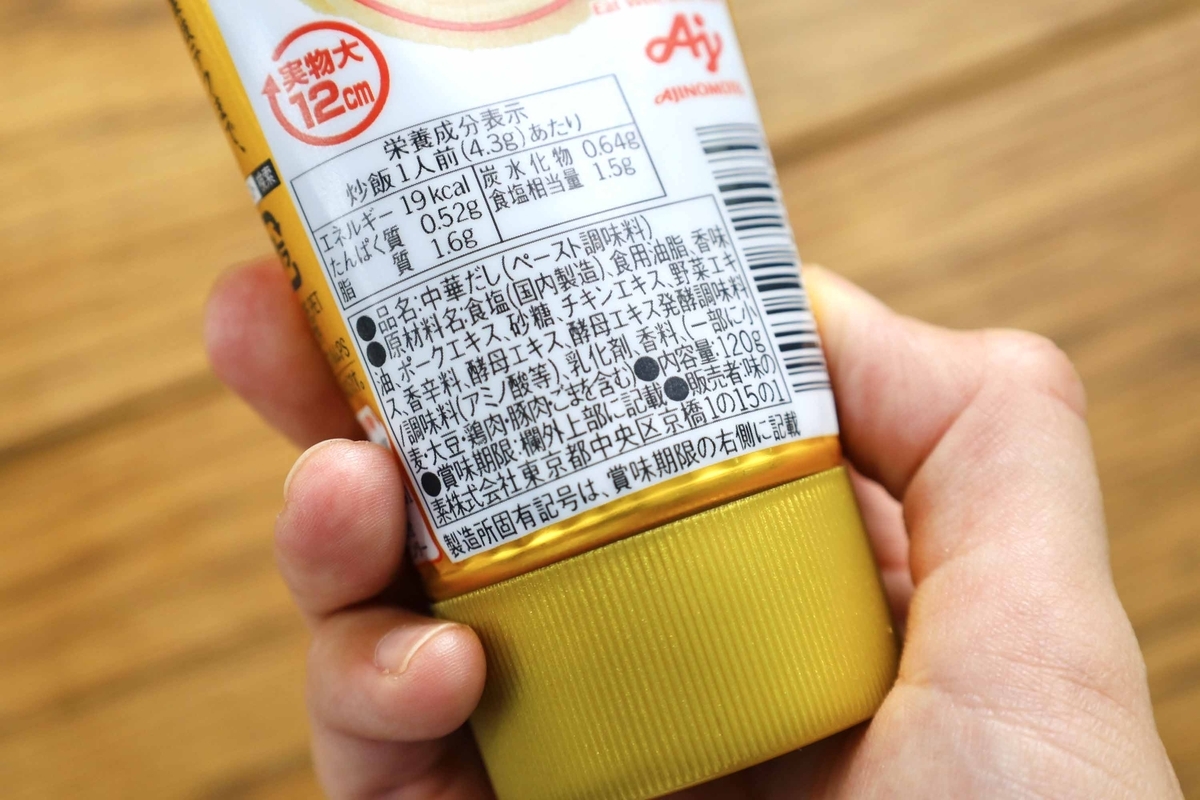 実物大
12cm
Aj
AJINOMOTO
栄養成分表示
炒飯1人前(4.3g)あたり
エネルギー 19kcal
たんぱく質 0.52g
脂質 1.6g
炭水化物 0.64g
食塩相当量 1.5g
●品名:中華だし(ペースト調味料)
●原材料名:食塩(国内製造)、食用油脂、香味
油、ポークエキス、砂糖、チキンエキス、野菜エキ
ス、香辛料、酵母エキス、酵母エキス発酵調味料
/調味料(アミノ酸等)、乳化剤、香料、(一部に小
麦・大豆・鶏肉・豚肉・ごまを含む)●内容量:120g
●賞味期限:欄外上部に記載●販売者:味の
素株式会社 東京都中央区京橋1の15の1
製造所固有記号は、賞味期限の右側に記載